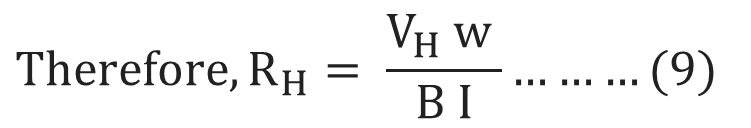 Therefore, R_H = V_H w / B I ... ... ... (9)